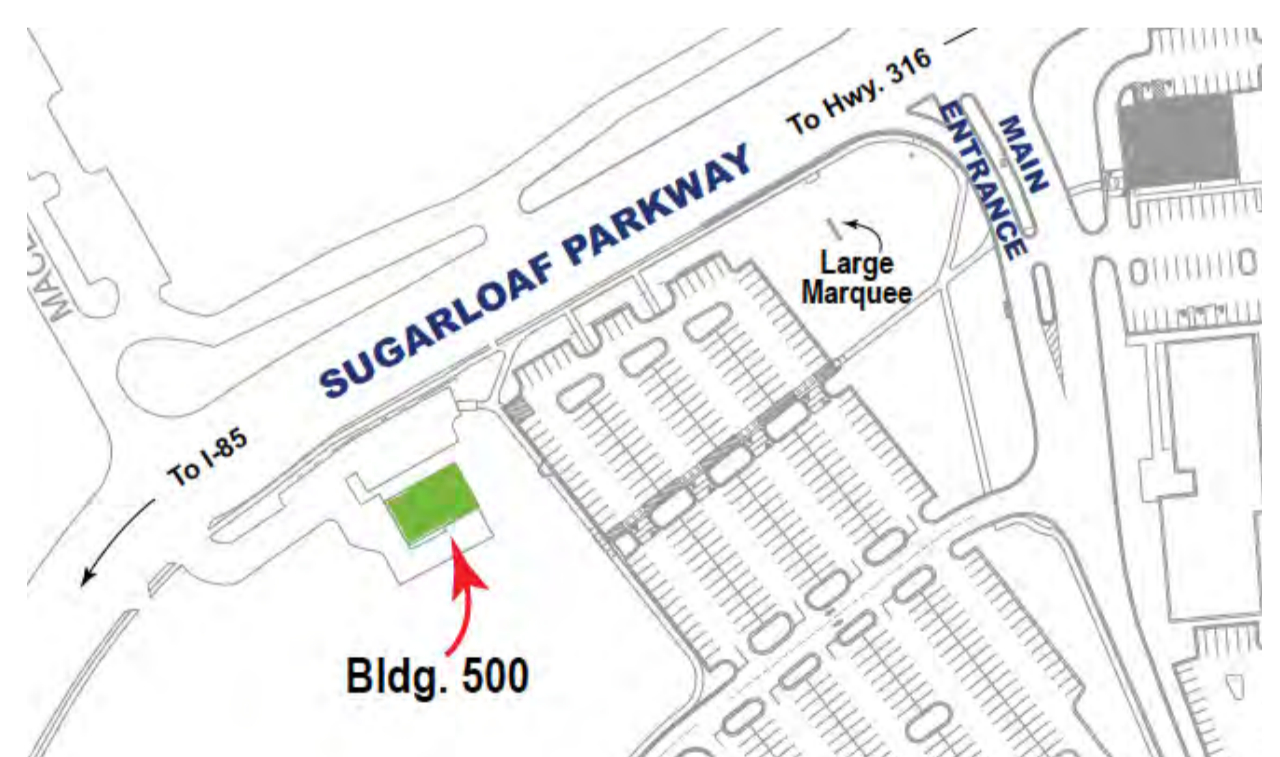 To Hwy. 316
MAIN
ENTRANCE
SUGARLOAF PARKWAY
Large
Marquee
To I-85
Bldg. 500